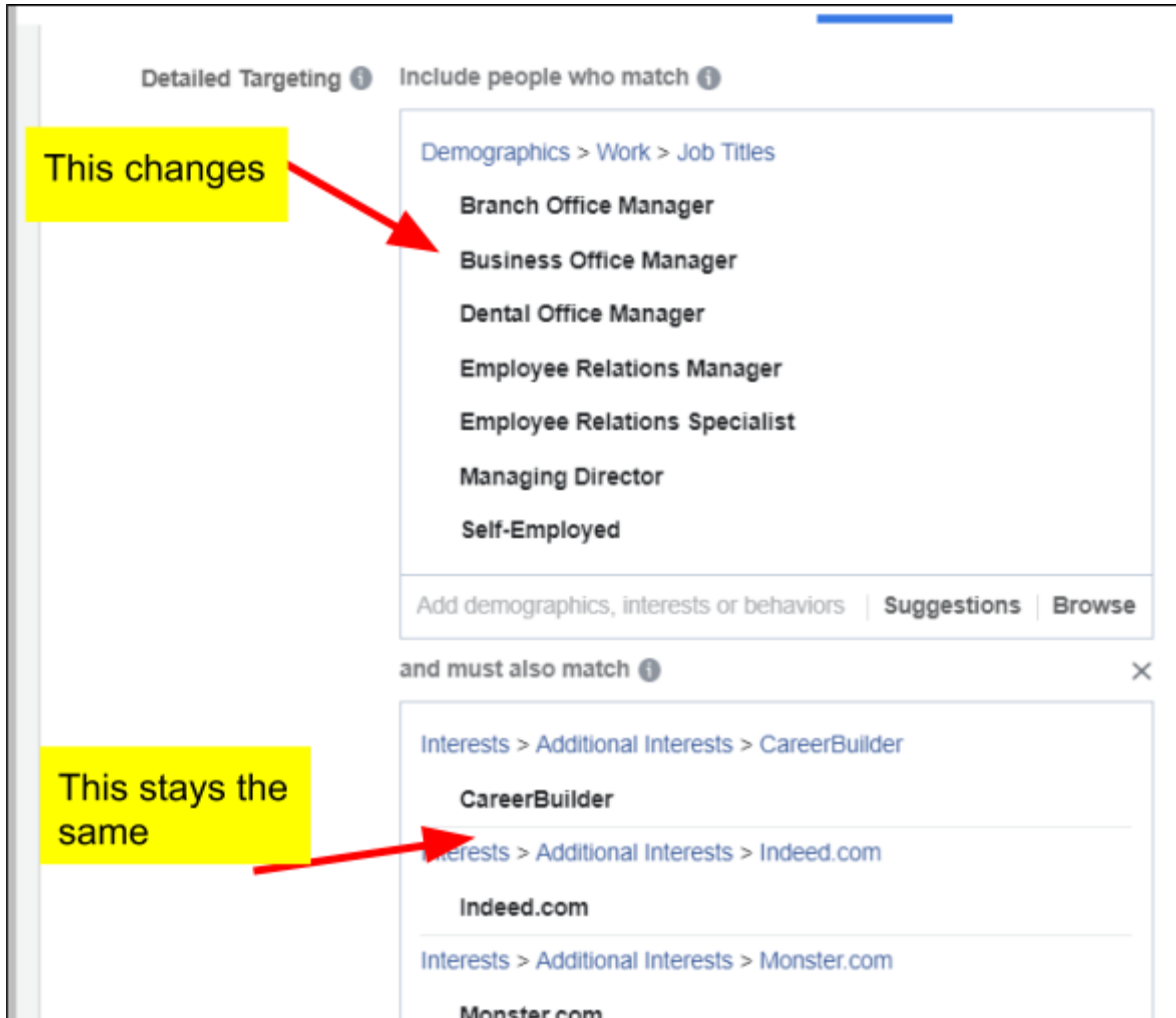 Detailed Targeting Include people who match
This changes
Demographics > Work > Job Titles
Branch Office Manager
Business Office Manager
Dental Office Manager
Employee Relations Manager
Employee Relations Specialist
Managing Director
Self-Employed
Add demographics, interests or behaviors Suggestions Browse
and must also match
Interests > Additional Interests > CareerBuilder
This stays the
same
CareerBuilder
Interests > Additional Interests > Indeed.com
Indeed.com
Interests > Additional Interests > Monster.com
Monster.com